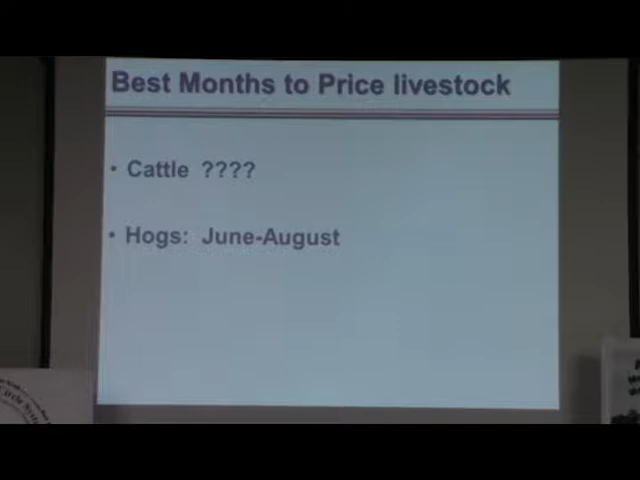 Best Months to Price livestock
• Cattle ????
• Hogs: June-August